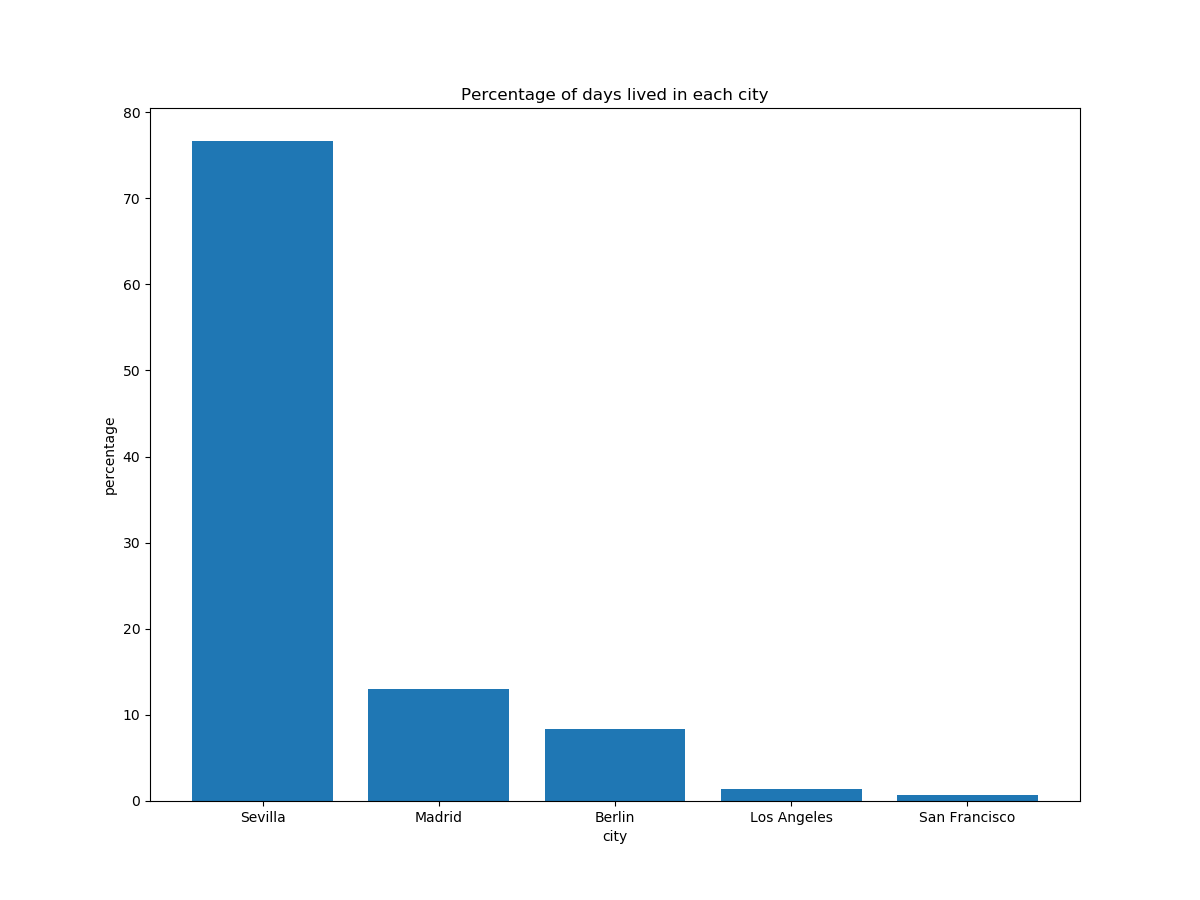 Percentage of days lived in each city
80
70
60
50
40
30
20
10
0
percentage
Sevilla Madrid Berlin Los Angeles San Francisco
city